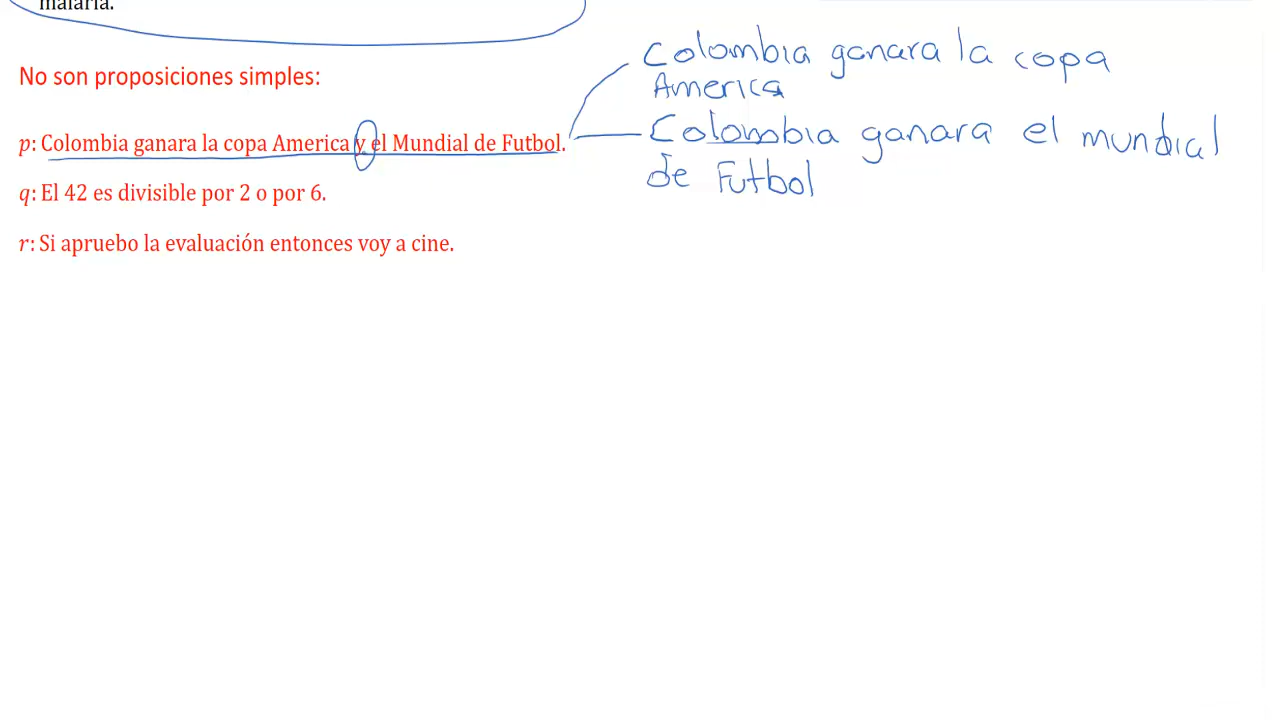 malaria.
No son proposiciones simples:
Colombia ganara la copa
America
p: Colombia ganara la copa America y el Mundial de Futbol.
Colombia ganara el mundial
de Futbol
q: El 42 es divisible por 2 o por 6.
r: Si apruebo la evaluación entonces voy a cine.